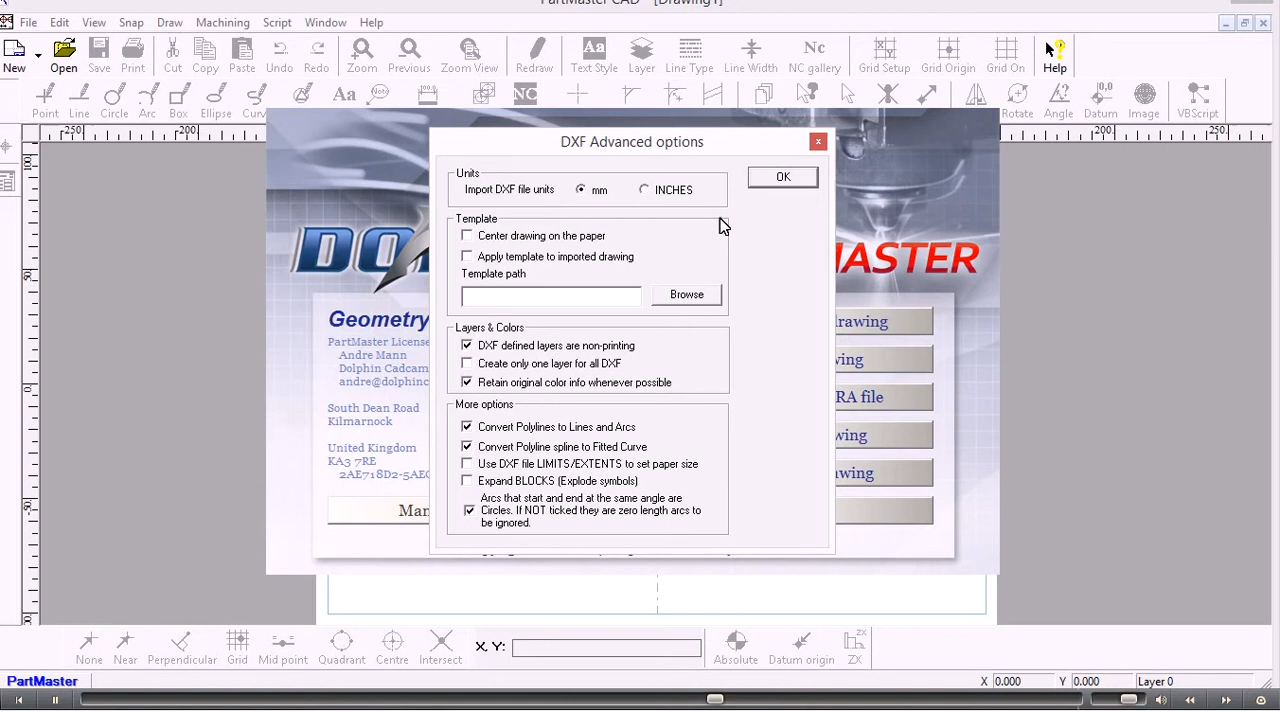 PartMaster CAD - [Drawing1]
File Edit View Snap Draw Machining Script Window Help
New Open Save Print Cut Copy Paste Undo Redo Zoom Previous Zoom View Redraw Text Style Layer Line Type Line Width NC gallery Grid Setup Grid Origin Grid On Help
Point Line Circle Arc Box Ellipse Rotate Angle Datum Image VBScript
250 200 200 250
DXF Advanced options
Units
Import DXF file units mm INCHES
OK
Template
Center drawing on the paper
Apply template to imported drawing
Template path
Browse
Layers & Colors
DXF defined layers are non-printing
Create only one layer for all DXF
Retain original color info whenever possible
More options
Convert Polylines to Lines and Arcs
Convert Polyline spline to Fitted Curve
Use DXF file LIMITS/EXTENTS to set paper size
Expand BLOCKS (Explode symbols)
Arcs that start and end at the same angle are
Circles. If NOT ticked they are zero length arcs to
be ignored.
Geometry
PartMaster License
Andre Mann
Dolphin Cadcam
South Dean Road
Kilmarnock
United Kingdom
KA3 7RE
2AE718D2-5AE
None Near Perpendicular Grid Mid point Quadrant Centre Intersect X, Y: Absolute Datum origin ZX
PartMaster X 0.000 Y 0.000 Layer 0